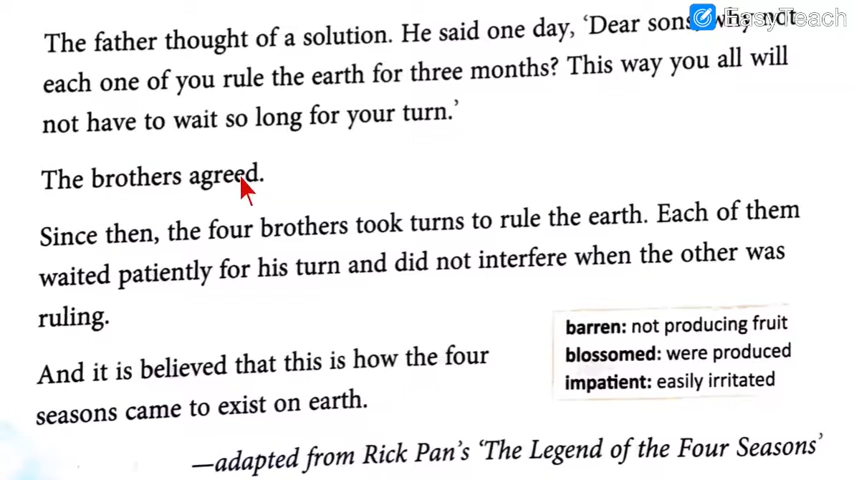 EasyTeach
The father thought of a solution. He said one day, ‘Dear sons, why not
each one of you rule the earth for three months? This way you all will
not have to wait so long for your turn.’
The brothers agreed.
Since then, the four brothers took turns to rule the earth. Each of them
waited patiently for his turn and did not interfere when the other was
ruling.
And it is believed that this is how the four
seasons came to exist on earth.
barren: not producing fruit
blossomed: were produced
impatient: easily irritated
—adapted from Rick Pan’s ‘The Legend of the Four Seasons’